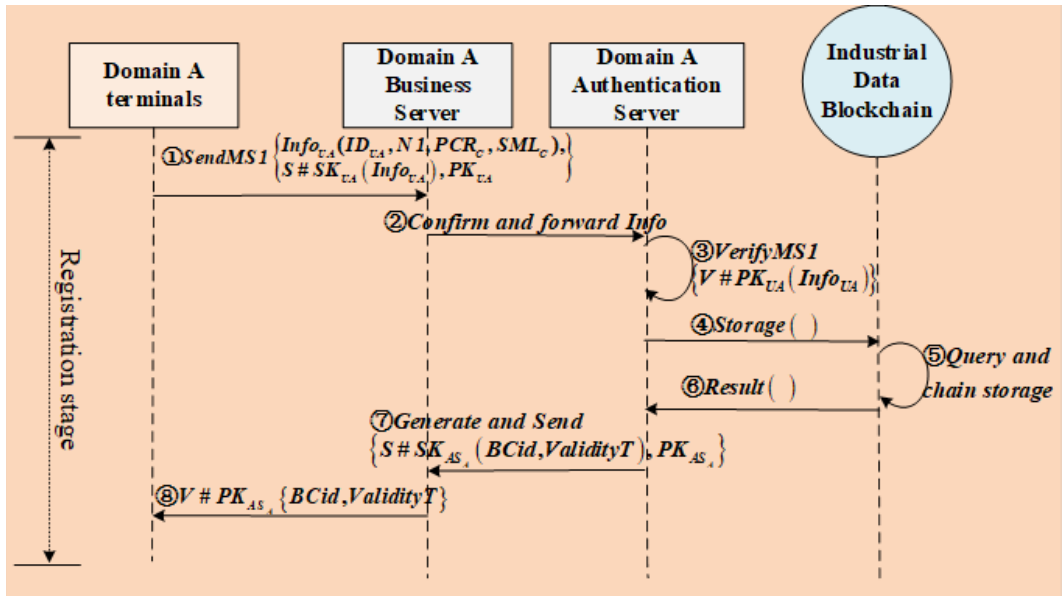 Domain A
terminals
Domain A
Business
Server
Domain A
Authentication
Server
Industrial
Data
Blockchain
Registration stage
①SendMS1{Info_UA(ID_UA,N1,PCR_C,SML_C),
S#SK_UA(Info_UA),PK_UA}
②Confirm and forward Info
③VerifyMS1
{V#PK_UA(Info_UA)}
④Storage( )
⑤Query and
chain storage
⑥Result( )
⑦Generate and Send
{S#SK_AS_A(BCid,ValidityT),PK_AS_A}
⑧V#PK_AS_A{BCid,ValidityT}